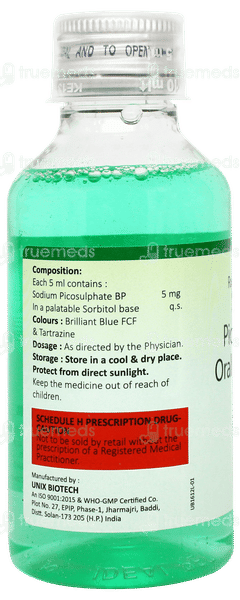 AND TO OPEN
truemeds
Composition:
Each 5 ml contains :
Sodium Picosulphate BP 5 mg
In a palatable Sorbitol base q.s.
Colours : Brilliant Blue FCF
& Tartrazine
Dosage : As directed by the Physician.
Storage : Store in a cool & dry place.
Protect from direct sunlight.
Keep the medicine out of reach of
children.
SCHEDULE H PRESCRIPTION DRUG-
CAUTION
Not to be sold by retail without the
prescription of a Registered Medical
Practitioner.
Manufactured by :
UNIX BIOTECH
An ISO 9001:2015 & WHO-GMP Certified Co.
Plot No. 27, EPIP, Phase-1, Jharmajri, Baddi,
Distt. Solan-173 205 (H.P.) India
UB1612L-01
Oral